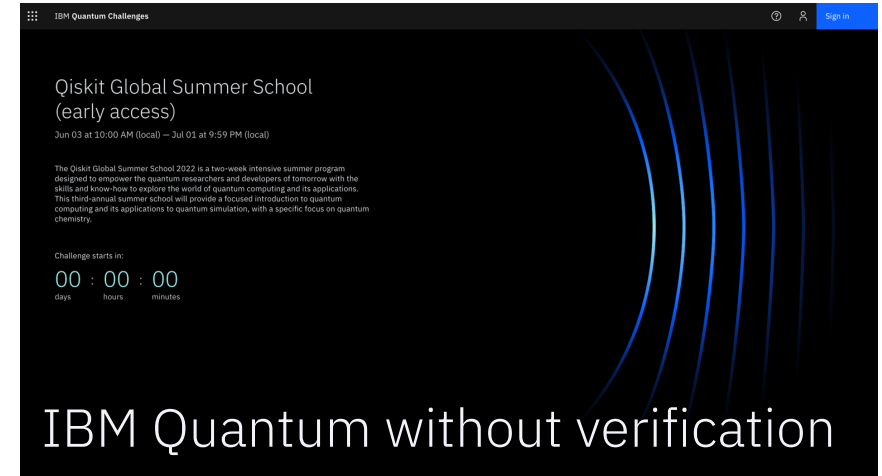 IBM Quantum Challenges
Sign in
Qiskit Global Summer School
(early access)
Jun 03 at 10:00 AM (local) — Jul 01 at 9:59 PM (local)
The Qiskit Global Summer School 2022 is a two-week intensive summer program
designed to empower the quantum researchers and developers of tomorrow with the
skills and know-how to explore the world of quantum computing and its applications.
This third-annual summer school will provide a focused introduction to quantum
computing and its applications to quantum simulation, with a specific focus on quantum
chemistry.
Challenge starts in:
00 : 00 : 00
days hours minutes
IBM Quantum without verification